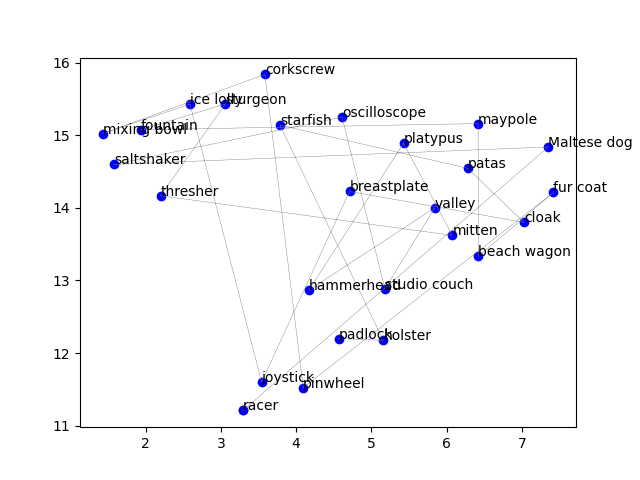 16
15
14
13
12
11
corkscrew
ice lolly
sturgeon
oscilloscope
starfish
maypole
fountain
mixing bowl
platypus
Maltese dog
saltshaker
patas
thresher
breastplate
fur coat
valley
cloak
mitten
beach wagon
hammerhead
studio couch
padlock
holster
joystick
pinwheel
racer
2 3 4 5 6 7